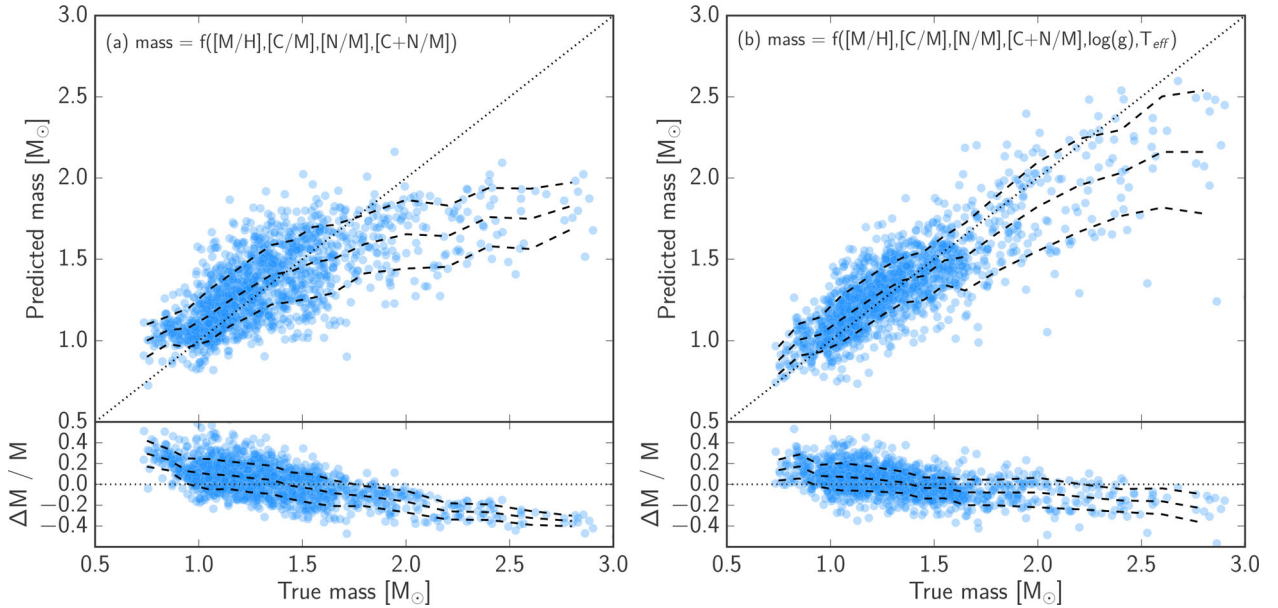 (a) mass = f([M/H],[C/M],[N/M],[C+N/M])
Predicted mass [M☉]
3.0
2.5
2.0
1.5
1.0
0.5
ΔM / M
0.4
0.2
0.0
−0.2
−0.4
0.5 1.0 1.5 2.0 2.5 3.0
True mass [M☉]
(b) mass = f([M/H],[C/M],[N/M],[C+N/M],log(g),T_eff)
Predicted mass [M☉]
3.0
2.5
2.0
1.5
1.0
0.5
ΔM / M
0.4
0.2
0.0
−0.2
−0.4
0.5 1.0 1.5 2.0 2.5 3.0
True mass [M☉]